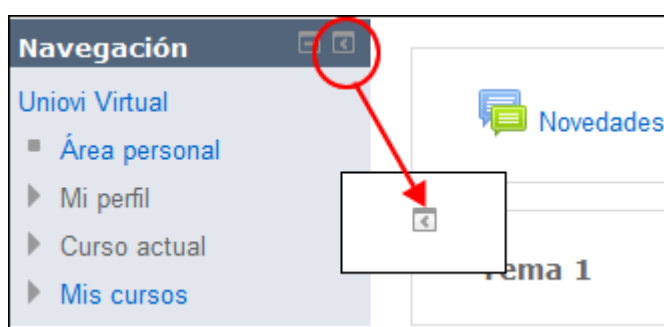 Navegación
Uniovi Virtual
Área personal
Mi perfil
Curso actual
Mis cursos
Novedades
Tema 1